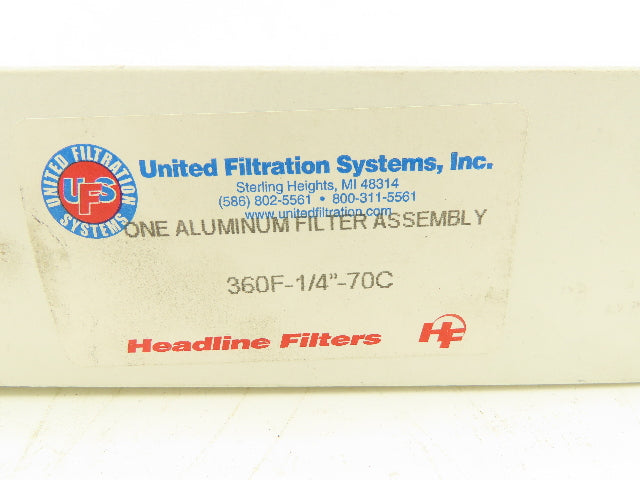 UNITED FILTRATION SYSTEMS
UFS
United Filtration Systems, Inc.
Sterling Heights, MI 48314
(586) 802-5561 • 800-311-5561
www.unitedfiltration.com
ONE ALUMINUM FILTER ASSEMBLY
360F-1/4"-70C
Headline Filters
HF